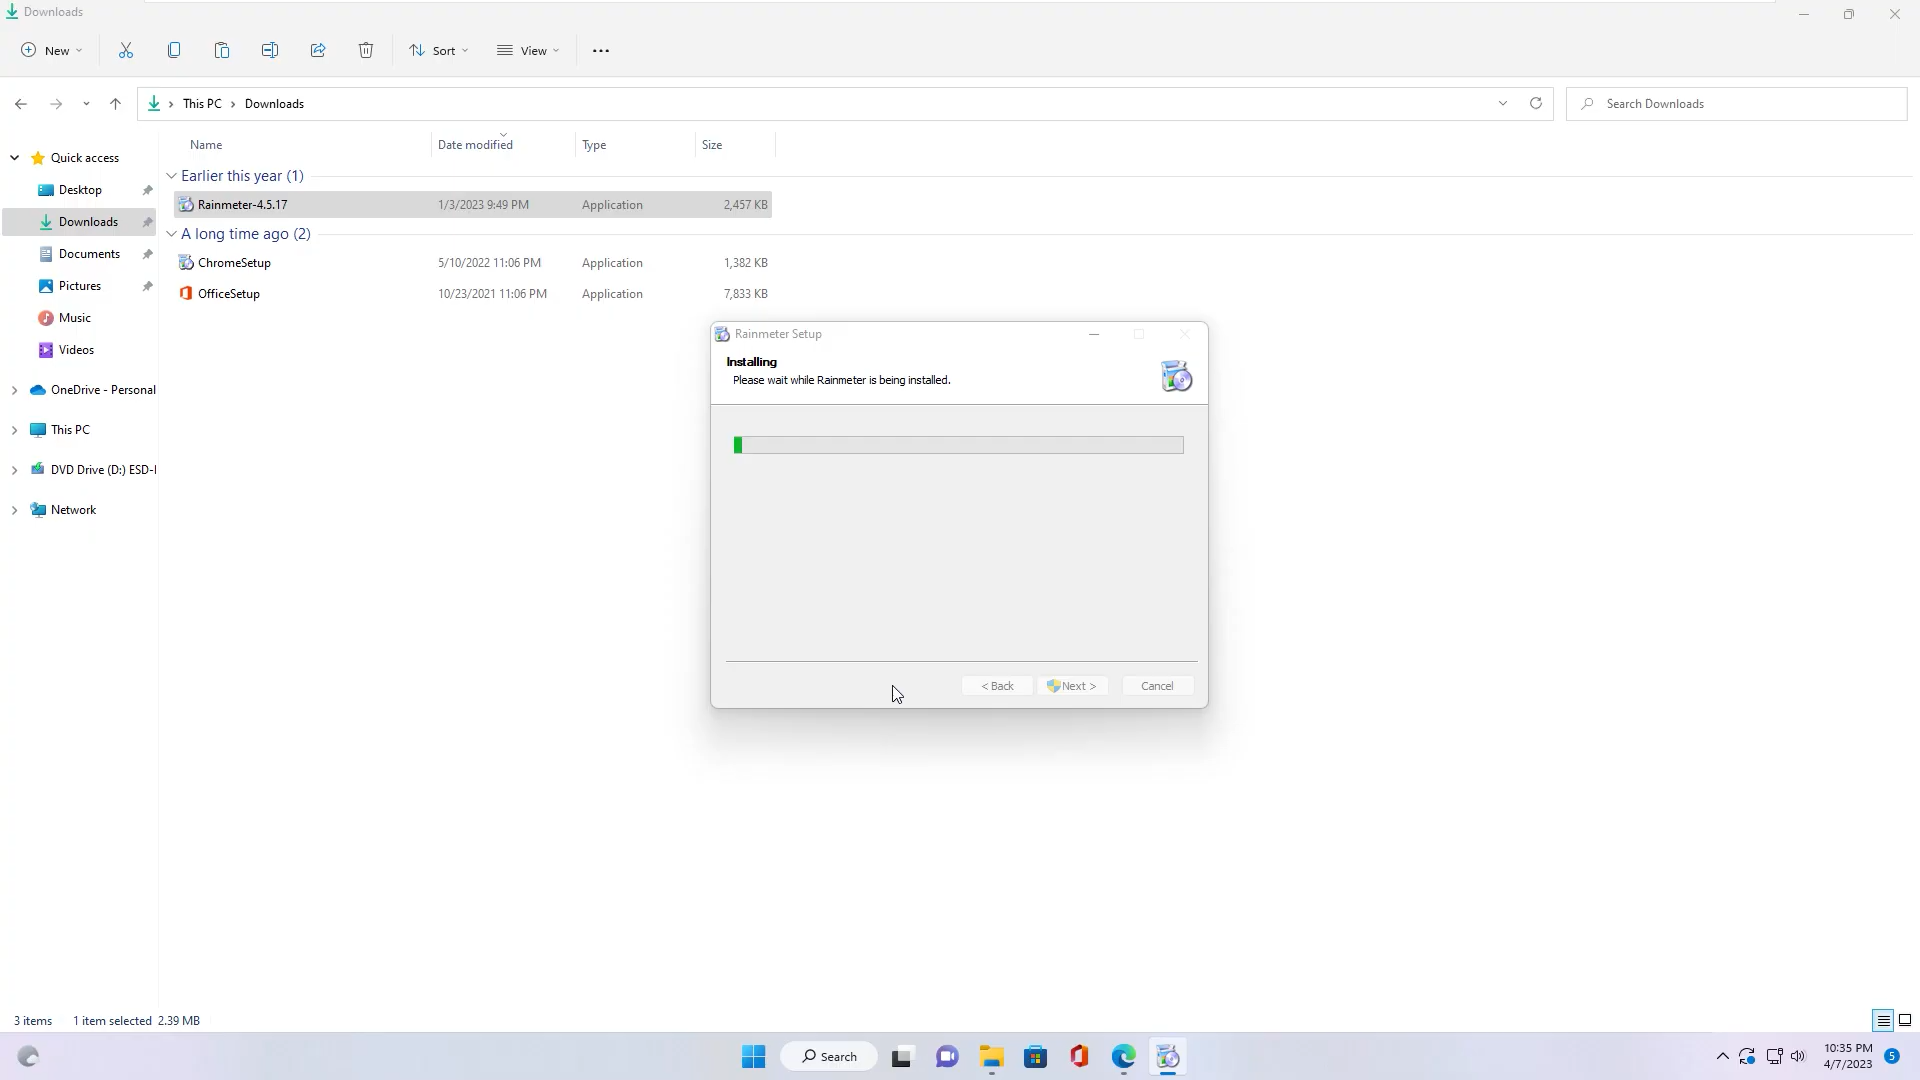 Downloads
New
Sort
View
This PC
Downloads
Search Downloads
Name
Date modified
Type
Size
Quick access
Desktop
Downloads
Documents
Pictures
Music
Videos
OneDrive - Personal
This PC
DVD Drive (D:) ESD-I
Network
Earlier this year (1)
Rainmeter-4.5.17 1/3/2023 9:49 PM Application 2,457 KB
A long time ago (2)
ChromeSetup 5/10/2022 11:06 PM Application 1,382 KB
OfficeSetup 10/23/2021 11:06 PM Application 7,833 KB
Rainmeter Setup
Installing
Please wait while Rainmeter is being installed.
< Back
Next >
Cancel
3 items 1 item selected 2.39 MB
Search
10:35 PM
4/7/2023
5